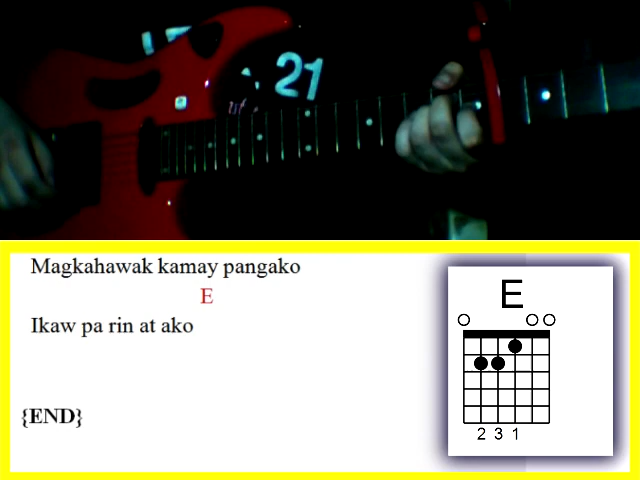 21
Magkahawak kamay pangako
E
Ikaw pa rin at ako
{END}
E
2 3 1